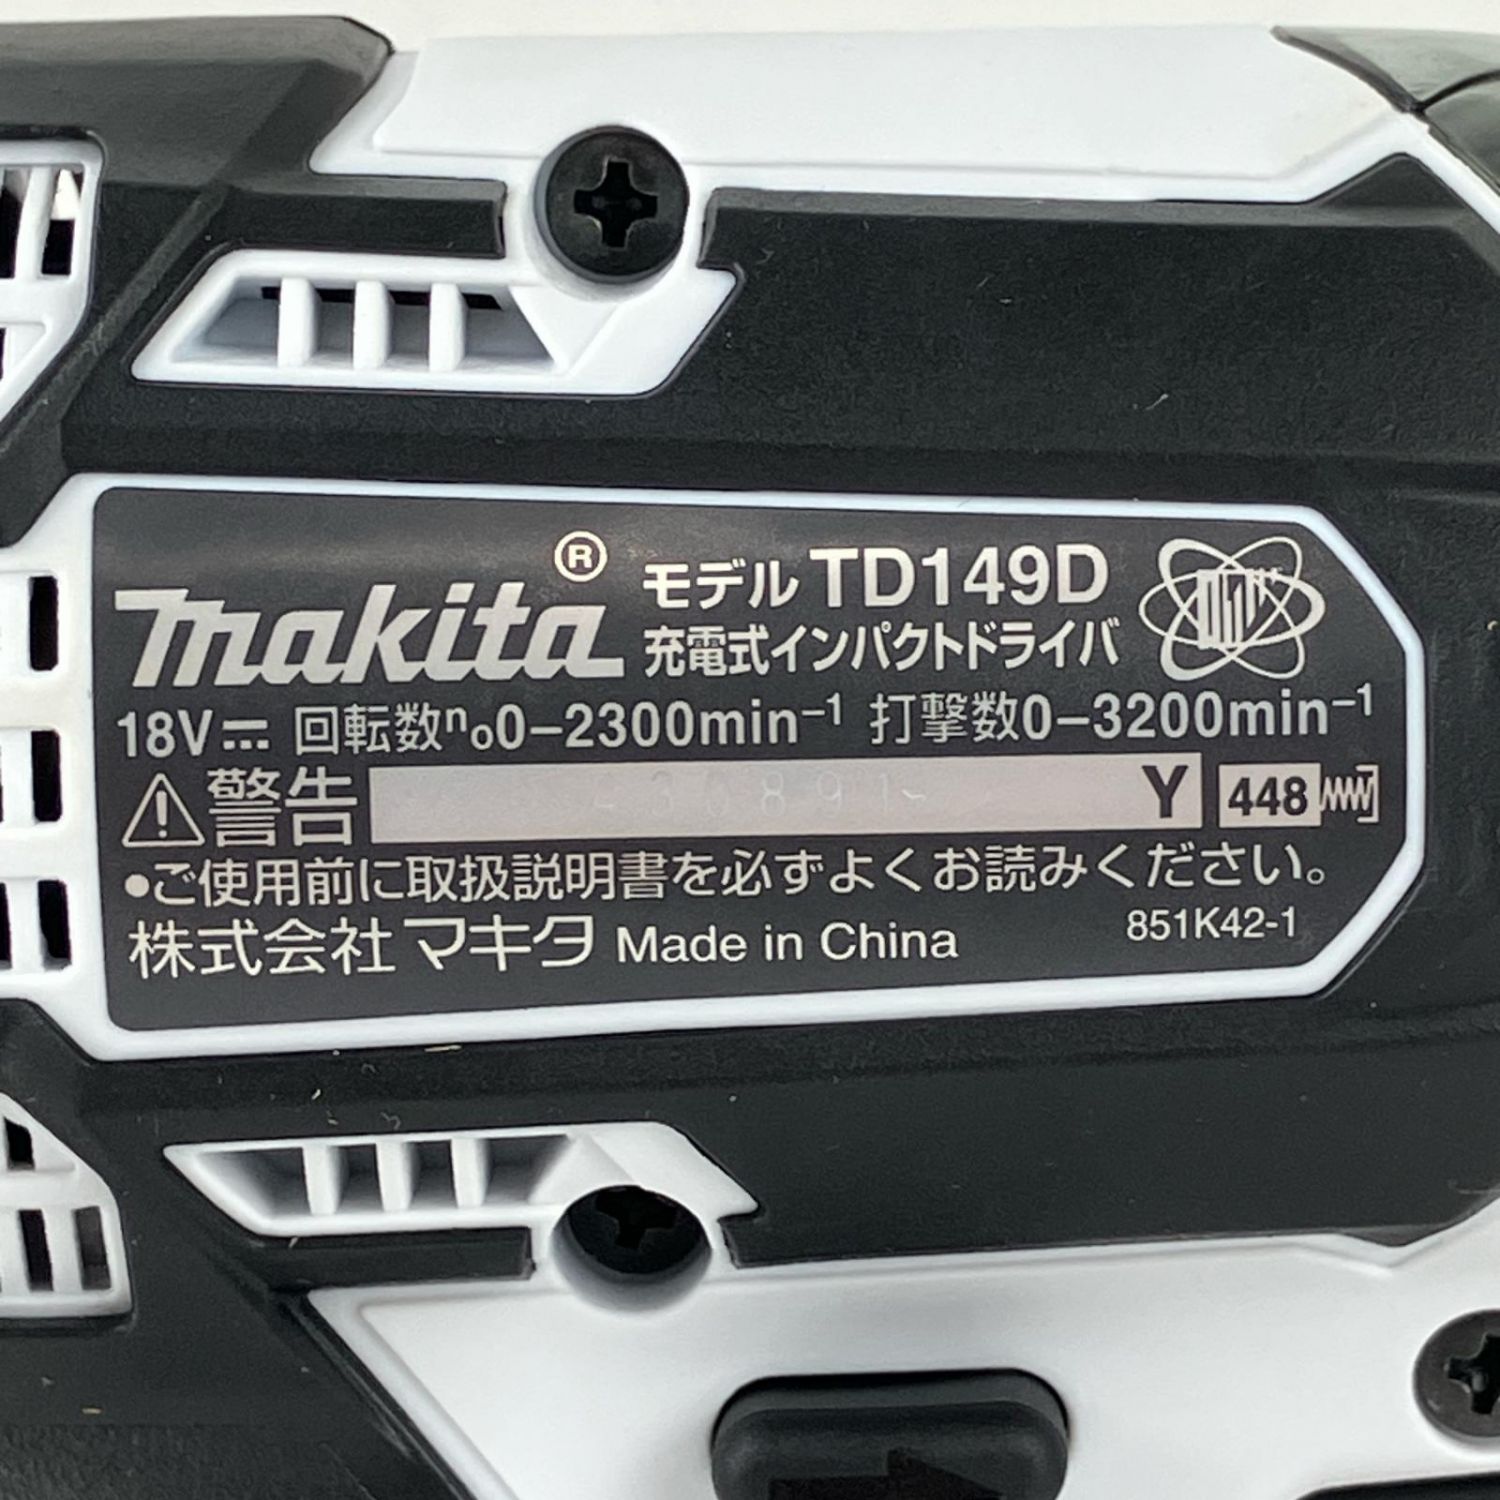 makita® モデル TD149D
充電式インパクトドライバ
18V 回転数n₀0-2300min⁻¹ 打撃数0-3200min⁻¹
警告 Y 448
●ご使用前に取扱説明書を必ずよくお読みください。
株式会社マキタ Made in China 851K42-1